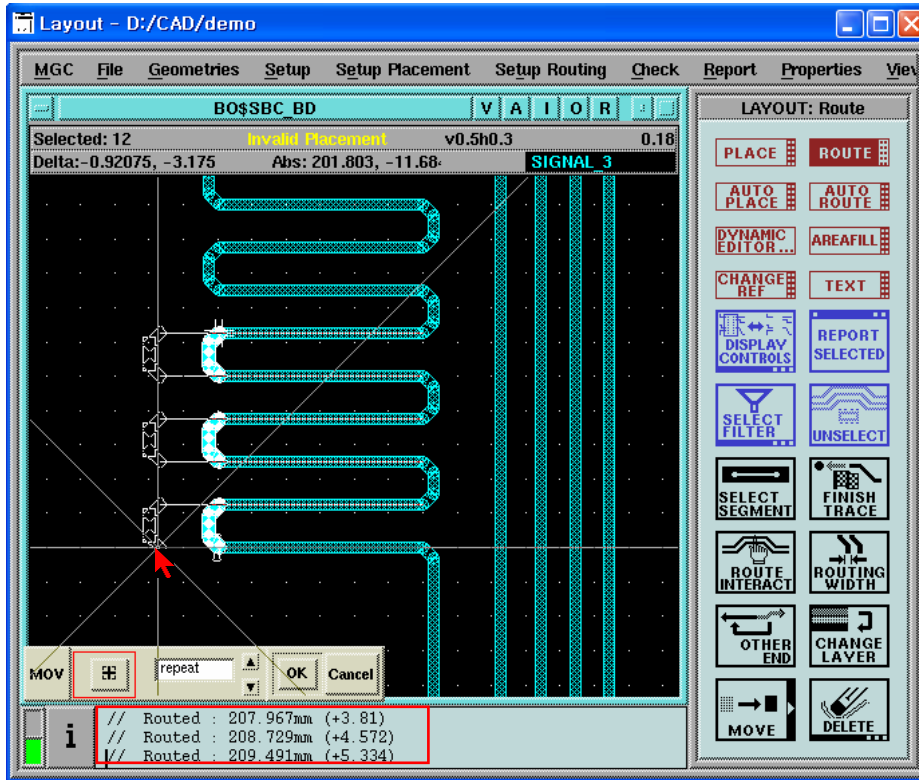 Layout - D:/CAD/demo
MGC File Geometries Setup Setup Placement Setup Routing Check Report Properties View
BO$SBC_BD V A I O R
LAYOUT: Route
Selected: 12 Invalid Placement v0.5h0.3 0.18
Delta:-0.92075, -3.175 Abs: 201.803, -11.684
SIGNAL_3
PLACE ROUTE
AUTO PLACE
AUTO ROUTE
DYNAMIC EDITOR...
AREAFILL
CHANGE REF
TEXT
DISPLAY CONTROLS
REPORT SELECTED
SELECT FILTER
UNSELECT
SELECT SEGMENT
FINISH TRACE
ROUTE INTERACT
ROUTING WIDTH
OTHER END
CHANGE LAYER
MOVE
DELETE
MOV repeat OK Cancel
i
// Routed : 207.967mm (+3.81)
// Routed : 208.729mm (+4.572)
// Routed : 209.491mm (+5.334)